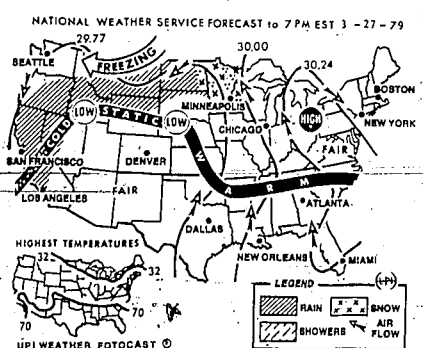 NATIONAL WEATHER SERVICE FORECAST to 7 PM EST 3 -27 -79
29.77
30.00
30.24
SEATTLE
FREEZING
MINNEAPOLIS
BOSTON
LOW
STATIC
LOW
CHICAGO
HIGH
NEW YORK
COLD
FAIR
SAN FRANCISCO
DENVER
WARM
FAIR
LOS ANGELES
ATLANTA
DALLAS
NEW ORLEANS
MIAMI
HIGHEST TEMPERATURES
32
32
70
70
LEGEND
UPI
RAIN
SNOW
SHOWERS
AIR FLOW
UPI WEATHER FOTOCAST ®